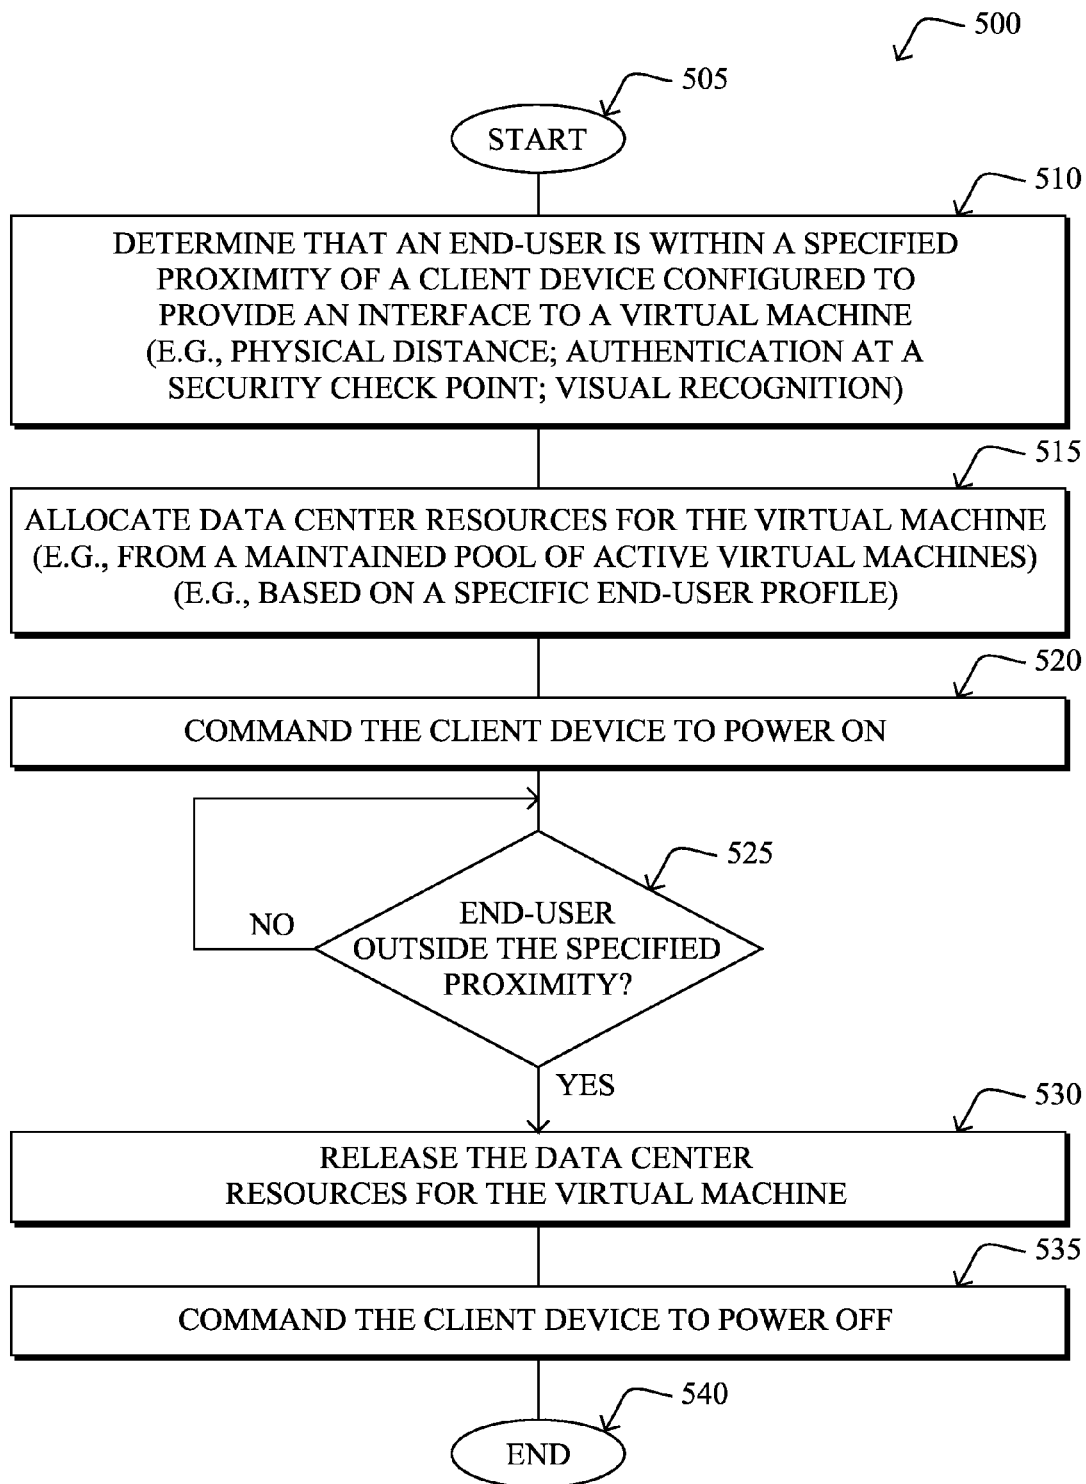 500
505
START
510
DETERMINE THAT AN END-USER IS WITHIN A SPECIFIED
PROXIMITY OF A CLIENT DEVICE CONFIGURED TO
PROVIDE AN INTERFACE TO A VIRTUAL MACHINE
(E.G., PHYSICAL DISTANCE; AUTHENTICATION AT A
SECURITY CHECK POINT; VISUAL RECOGNITION)
515
ALLOCATE DATA CENTER RESOURCES FOR THE VIRTUAL MACHINE
(E.G., FROM A MAINTAINED POOL OF ACTIVE VIRTUAL MACHINES)
(E.G., BASED ON A SPECIFIC END-USER PROFILE)
520
COMMAND THE CLIENT DEVICE TO POWER ON
525
END-USER
OUTSIDE THE SPECIFIED
PROXIMITY?
NO
YES
530
RELEASE THE DATA CENTER
RESOURCES FOR THE VIRTUAL MACHINE
535
COMMAND THE CLIENT DEVICE TO POWER OFF
540
END